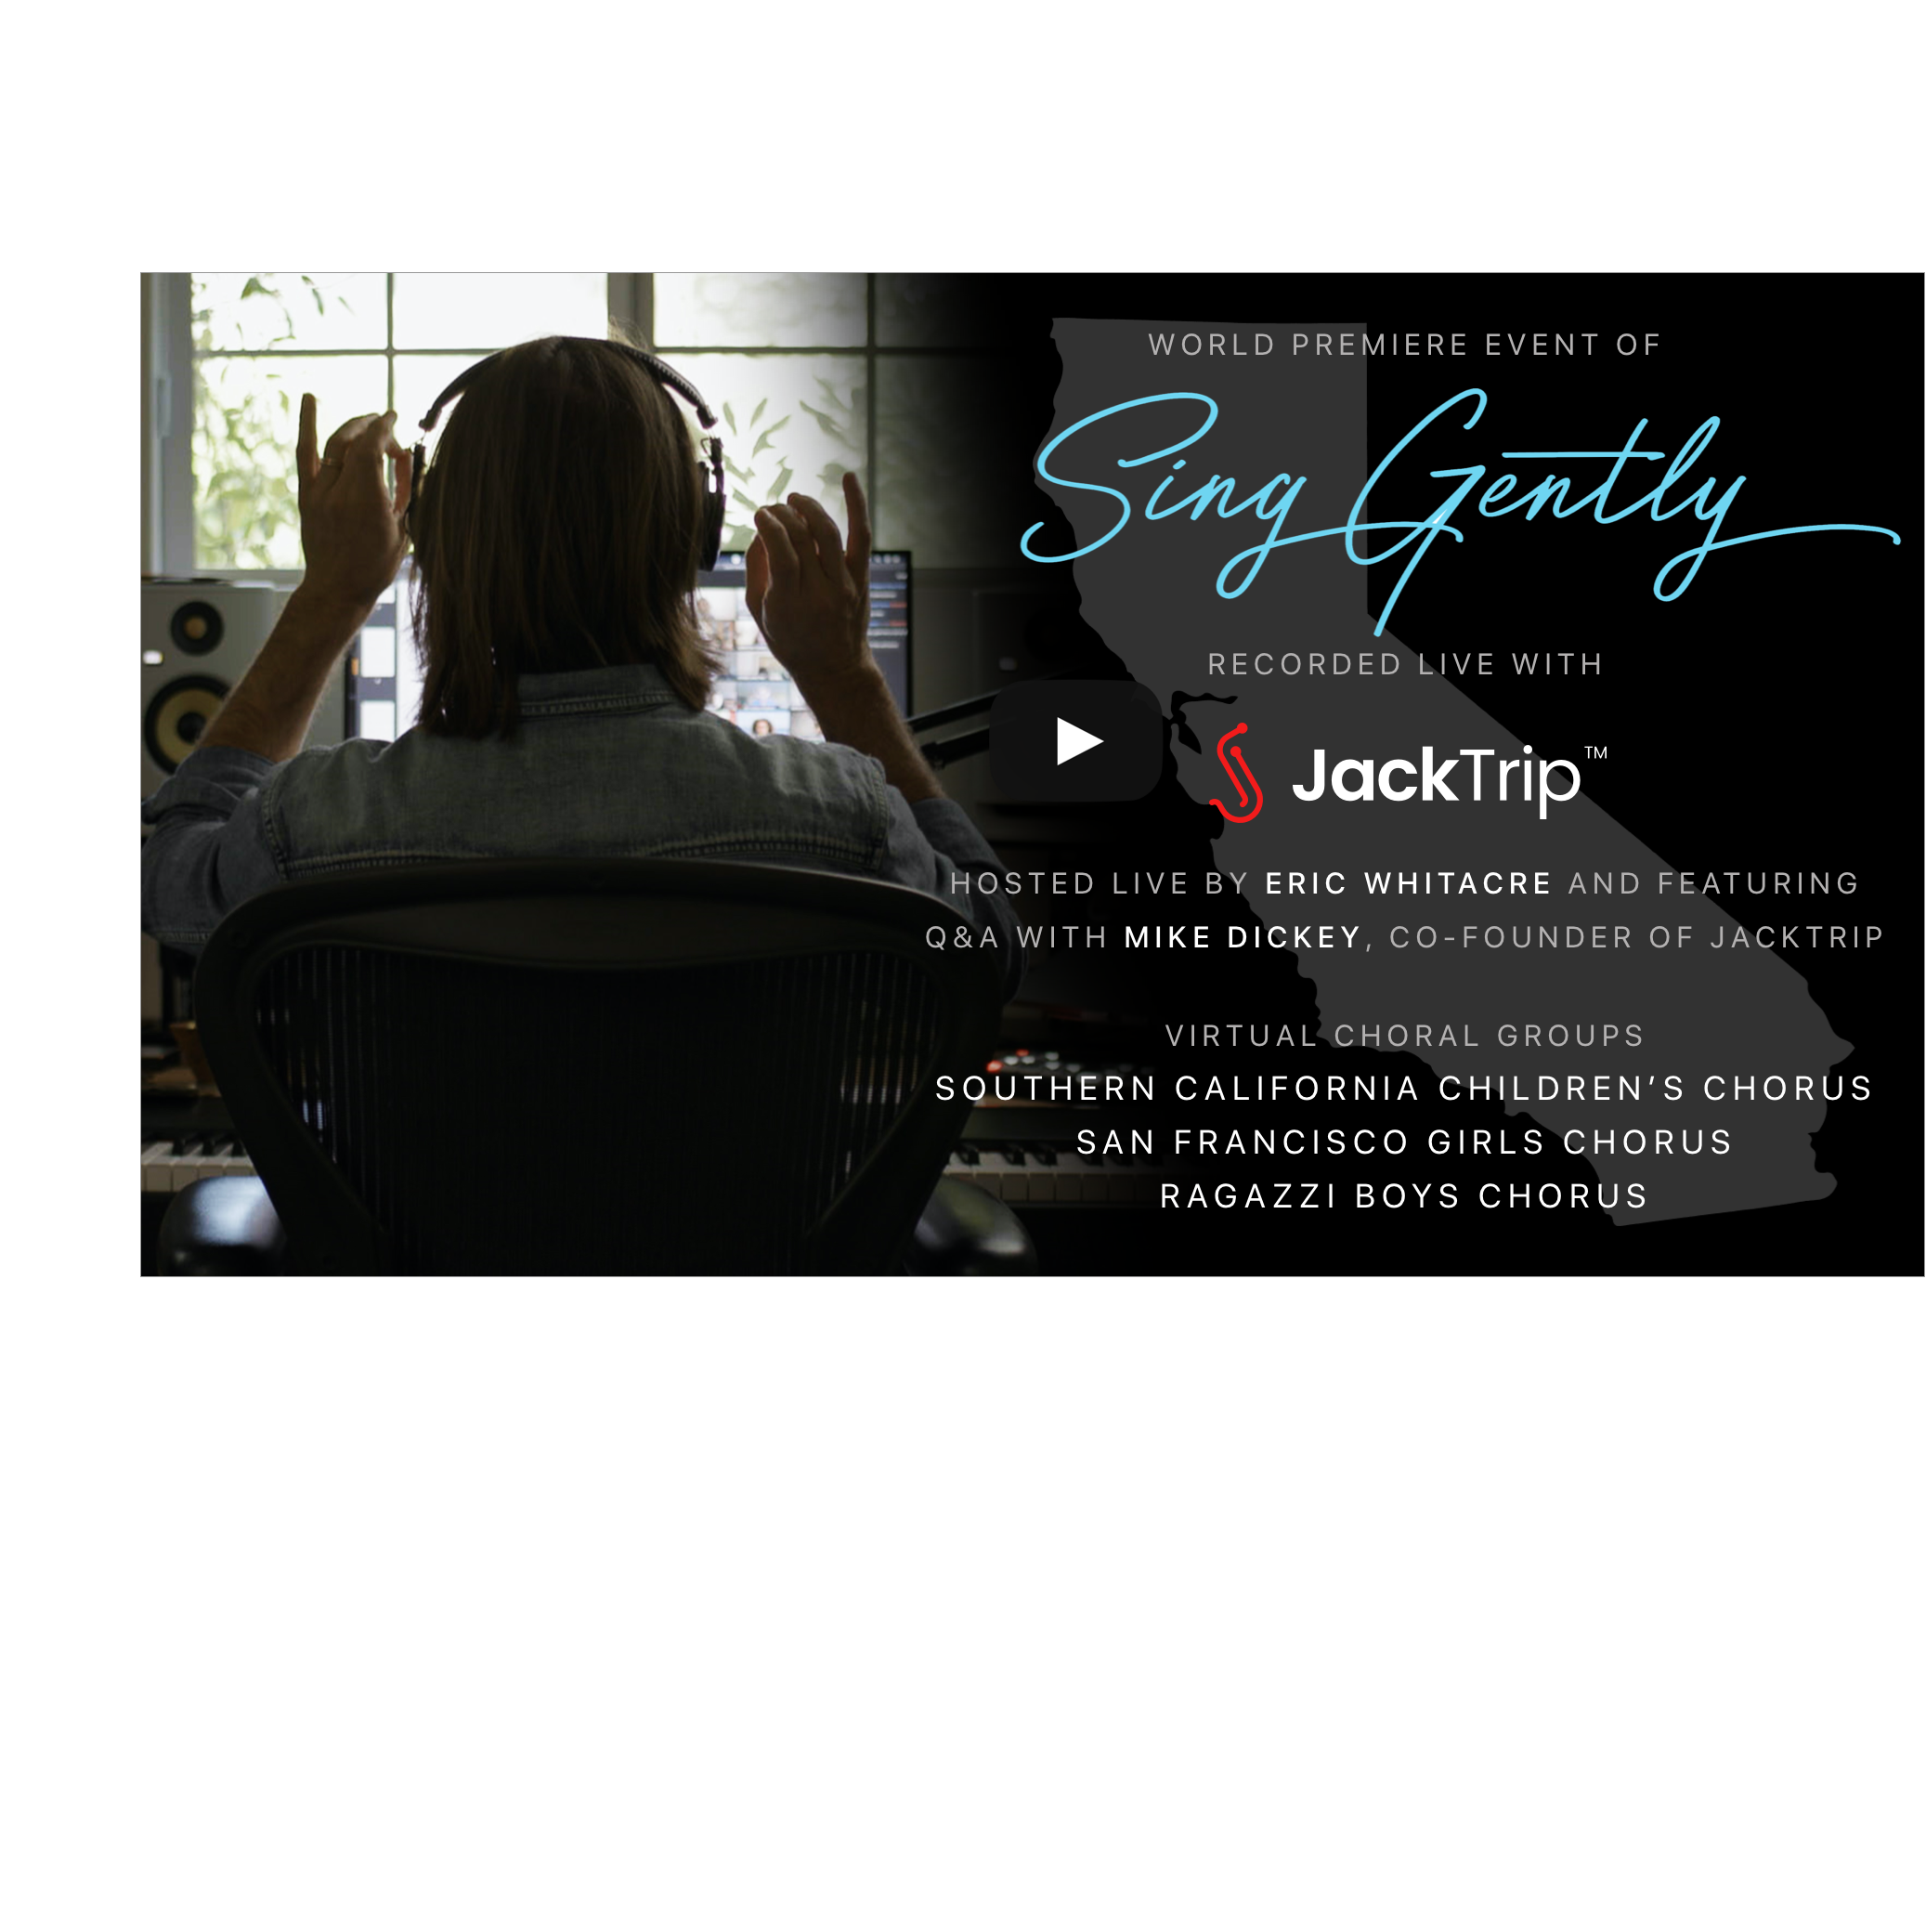 WORLD PREMIERE EVENT OF
Sing Gently
RECORDED LIVE WITH
JackTrip™
HOSTED LIVE BY ERIC WHITACRE AND FEATURING
Q&A WITH MIKE DICKEY, CO-FOUNDER OF JACKTRIP
VIRTUAL CHORAL GROUPS
SOUTHERN CALIFORNIA CHILDREN’S CHORUS
SAN FRANCISCO GIRLS CHORUS
RAGAZZI BOYS CHORUS